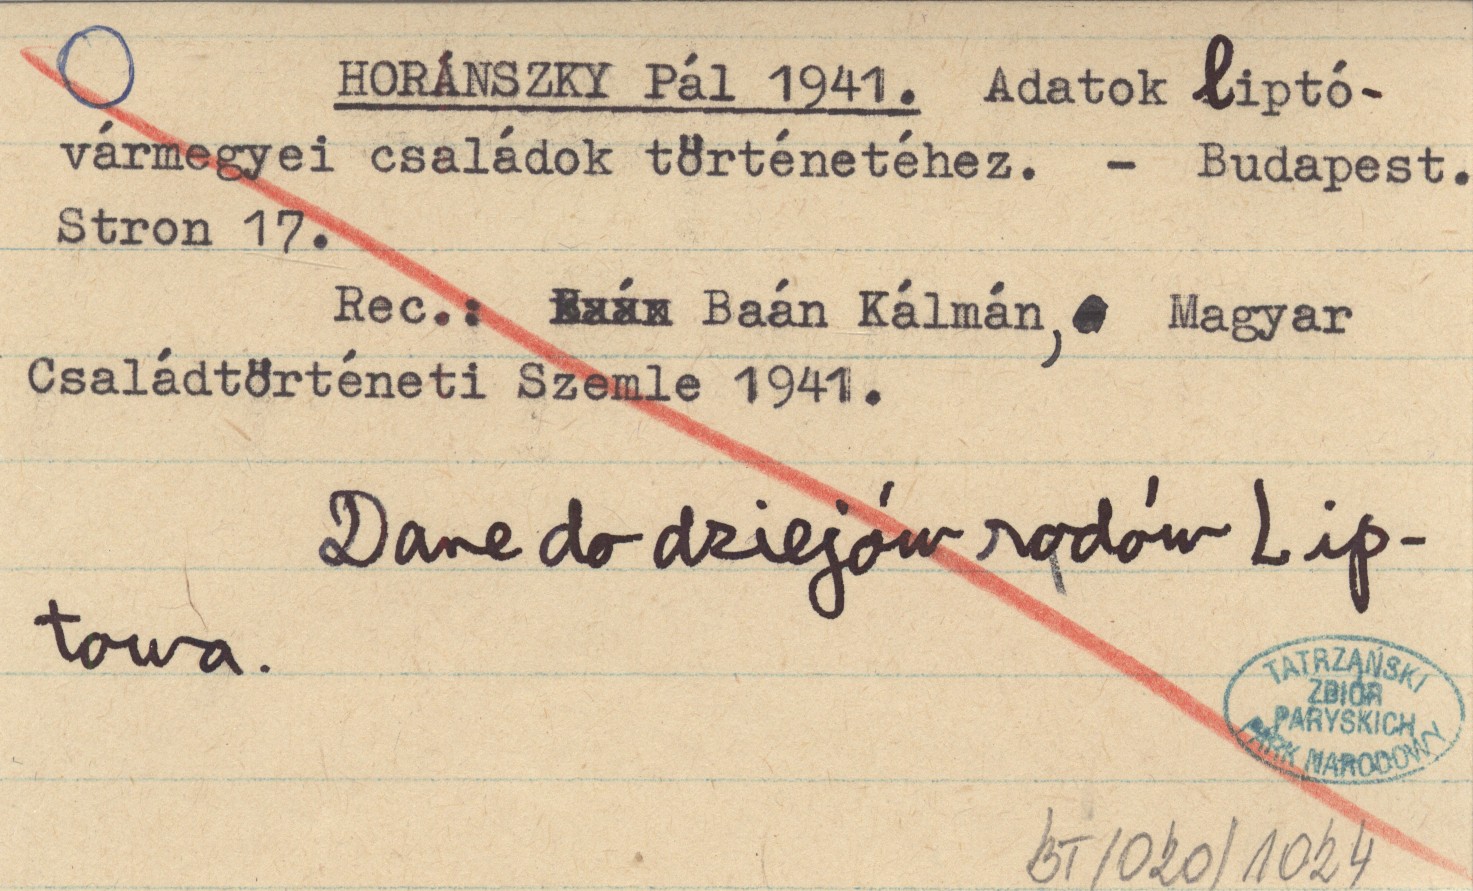 HORÁNSZKY Pál 1941. Adatok liptó-
vármegyei családok történetéhez. - Budapest.
Stron 17.
Rec.: Baán Kálmán, Magyar
Családtörténeti Szemle 1941.
Dane do dziejów rodów Lip-
towa.
TATRZAŃSKI
ZBIÓR
PARYSKICH
PARK NARODOWY
BT/020/1024